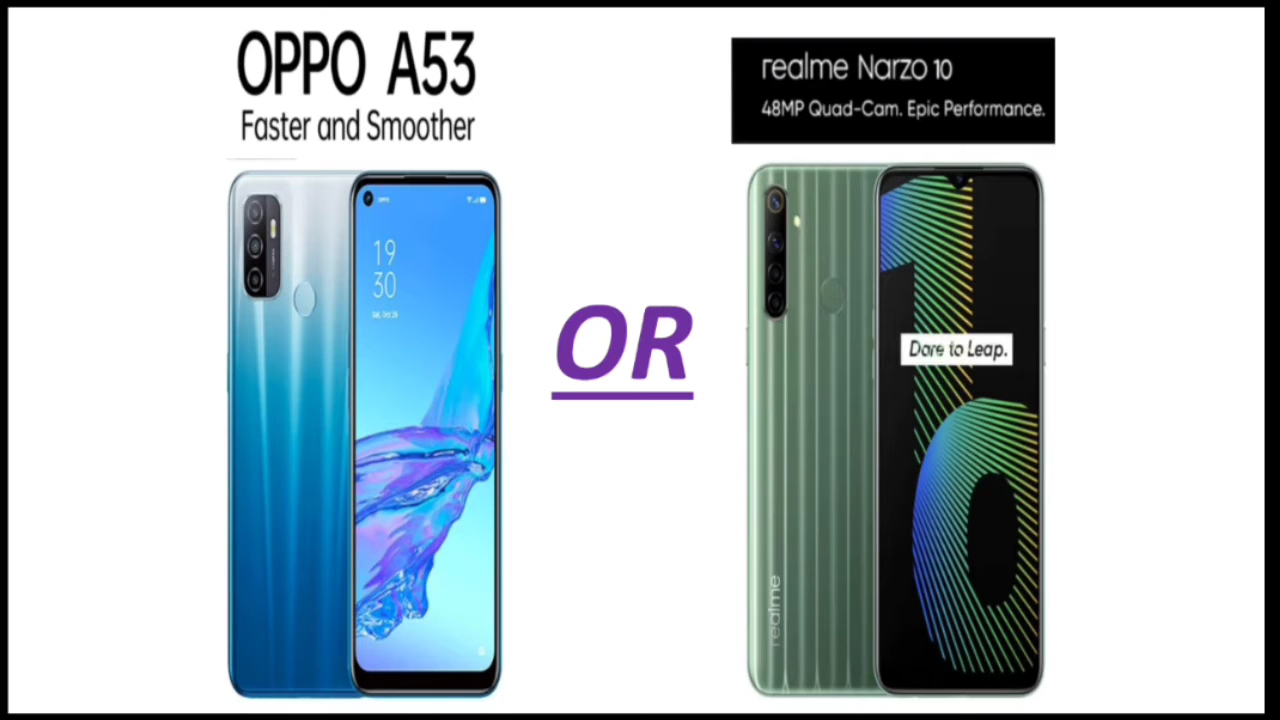 OPPO A53
Faster and Smoother
realme Narzo 10
48MP Quad-Cam. Epic Performance.
19
30
OR
Dare to Leap.
realme